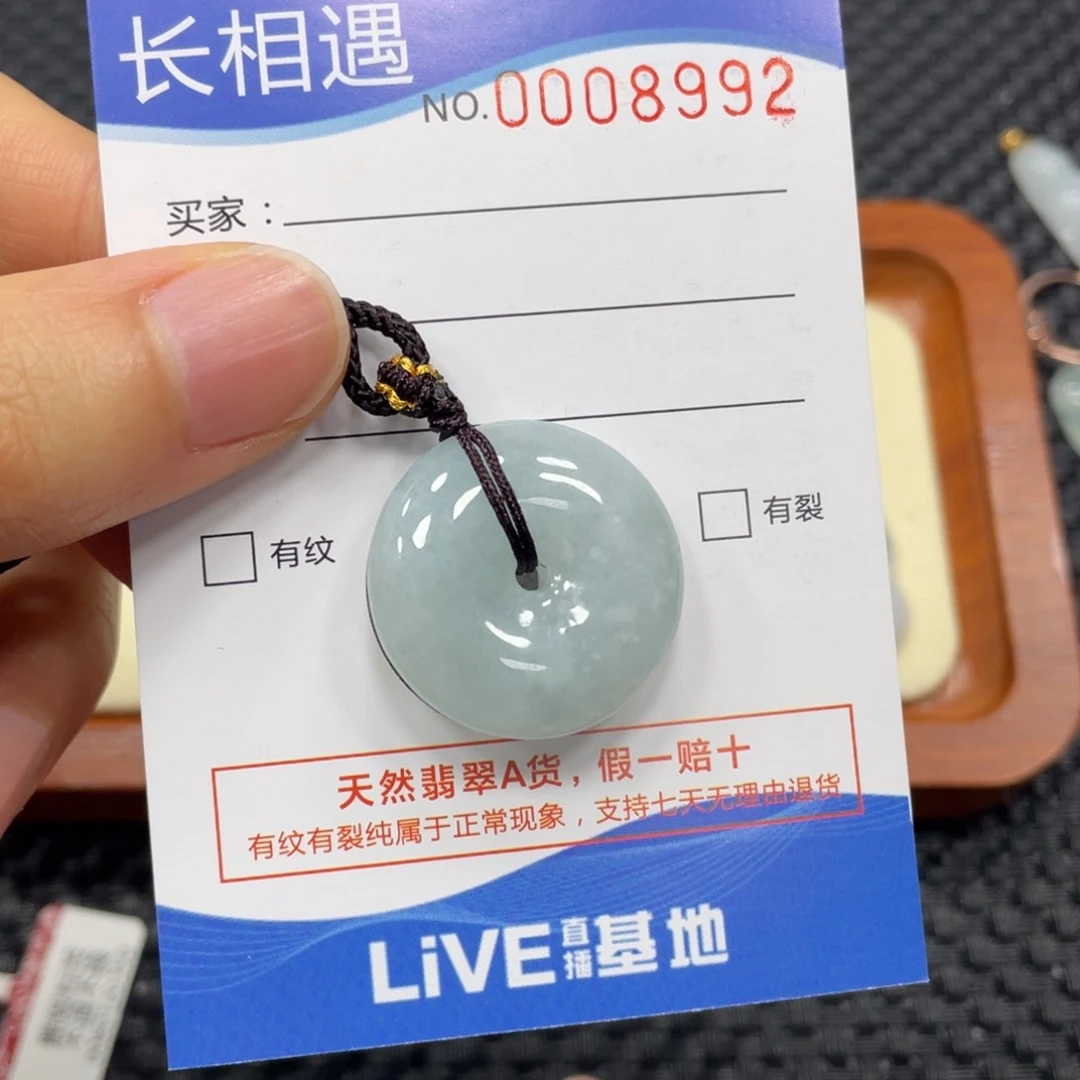 长相遇
NO.0008992
买家：
有纹
有裂
天然翡翠A货，假一赔十
有纹有裂纯属于正常现象，支持七天无理由退货
LiVE直播基地